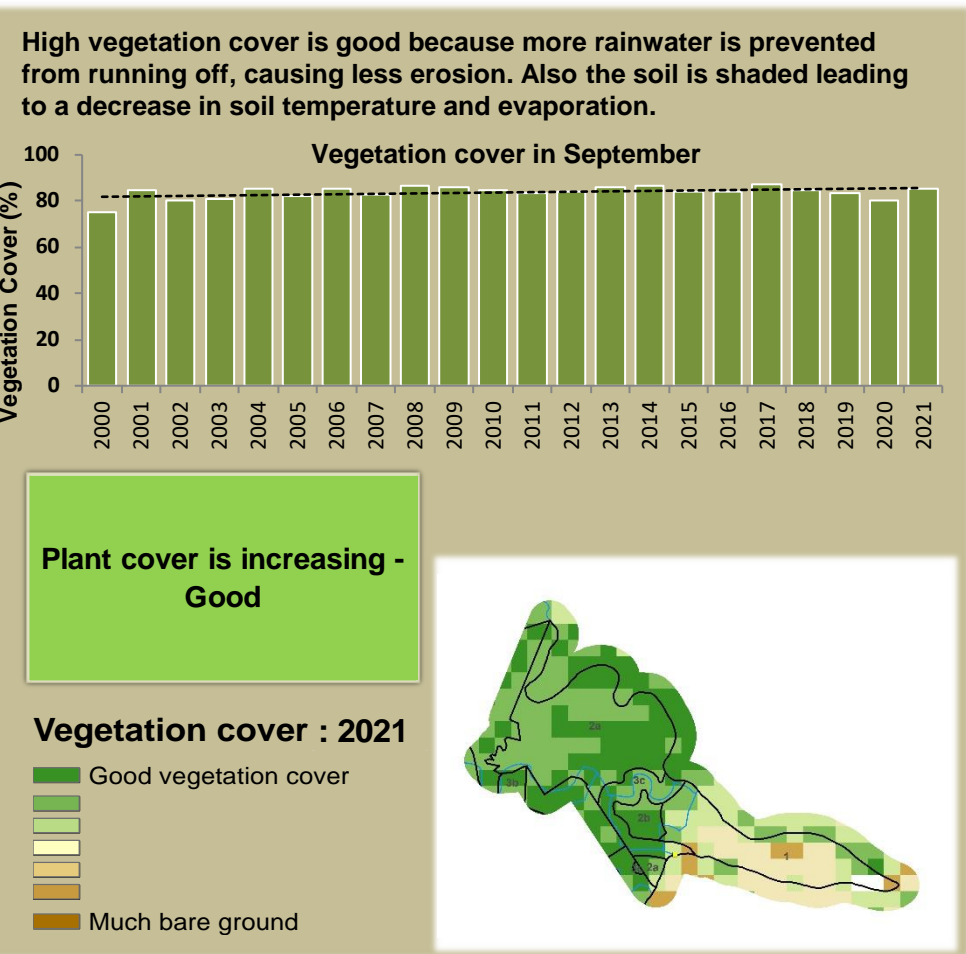 High vegetation cover is good because more rainwater is prevented
from running off, causing less erosion. Also the soil is shaded leading
to a decrease in soil temperature and evaporation.
Vegetation cover in September
Vegetation Cover (%)
100
80
60
40
20
0
2000 2001 2002 2003 2004 2005 2006 2007 2008 2009 2010 2011 2012 2013 2014 2015 2016 2017 2018 2019 2020 2021
Plant cover is increasing -
Good
Vegetation cover : 2021
Good vegetation cover
Much bare ground
2a
3b
3c
2b
2a
1